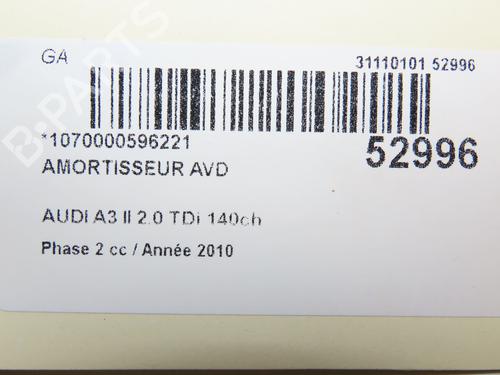 GA
31110101 52996
*1070000596221
52996
AMORTISSEUR AVD
AUDI A3 II 2.0 TDi 140ch
Phase 2 cc / Année 2010
B-PARTS